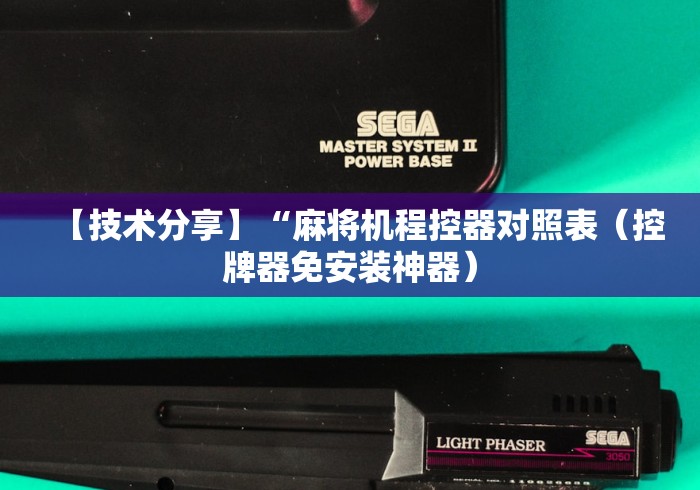 SEGA
MASTER SYSTEM II
POWER BASE
【技术分享】“麻将机程控器对照表（控
牌器免安装神器）
LIGHT PHASER
SEGA
3050